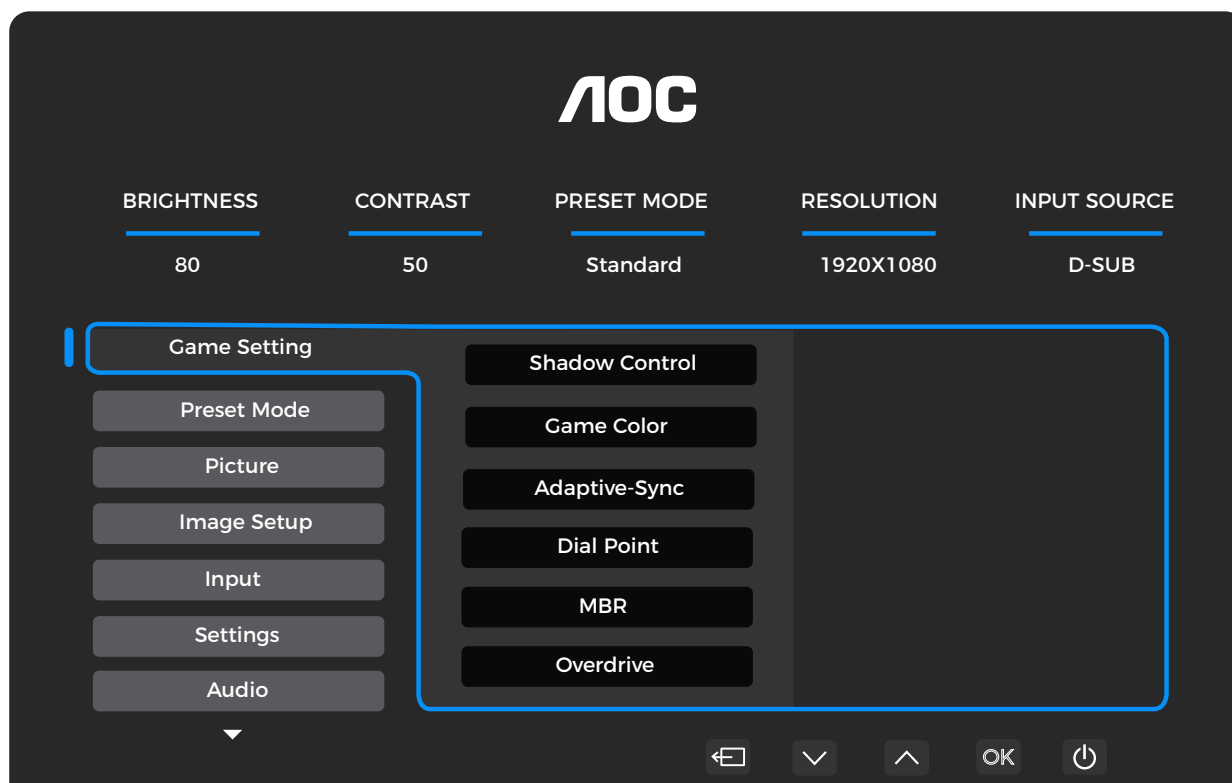 AOC
BRIGHTNESS CONTRAST PRESET MODE RESOLUTION INPUT SOURCE
80 50 Standard 1920X1080 D-SUB
Game Setting
Preset Mode
Picture
Image Setup
Input
Settings
Audio
Shadow Control
Game Color
Adaptive-Sync
Dial Point
MBR
Overdrive
OK